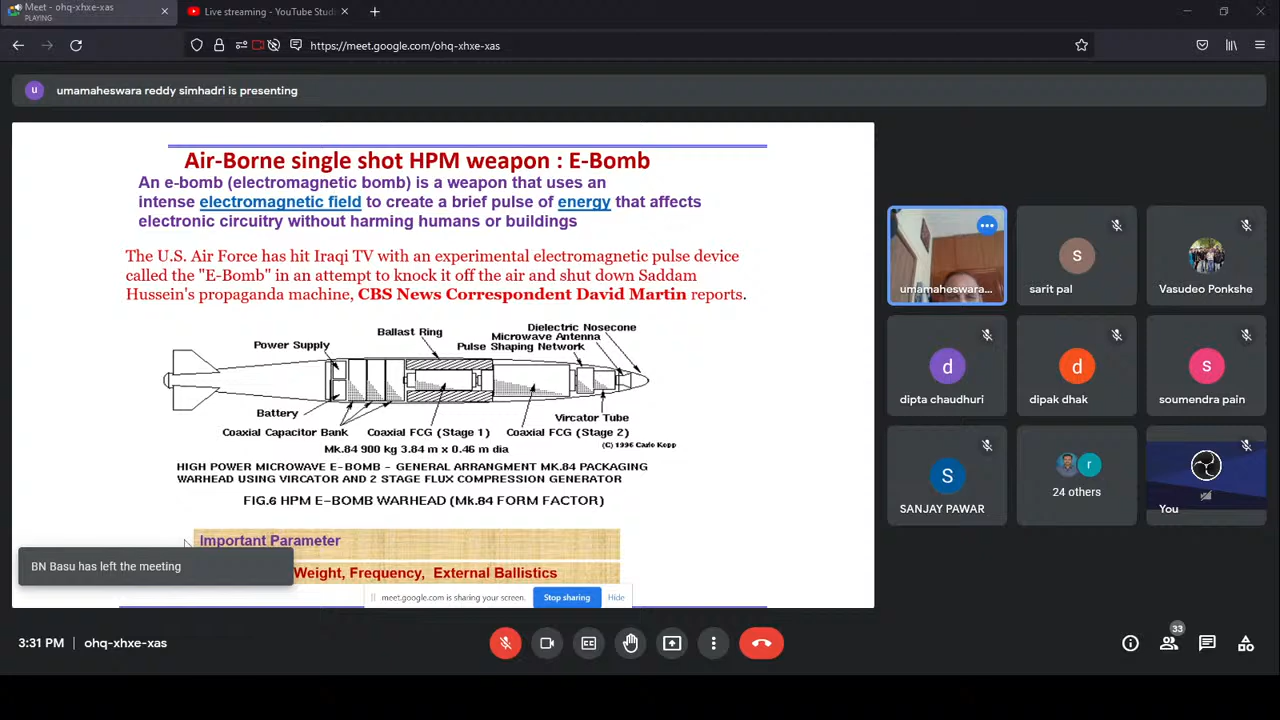 Meet - ohq-xhxe-xas
PLAYING
Live streaming - YouTube Stud
https://meet.google.com/ohq-xhxe-xas
u
umamaheswara reddy simhadri is presenting
Air-Borne single shot HPM weapon : E-Bomb
An e-bomb (electromagnetic bomb) is a weapon that uses an
intense electromagnetic field to create a brief pulse of energy that affects
electronic circuitry without harming humans or buildings
The U.S. Air Force has hit Iraqi TV with an experimental electromagnetic pulse device
called the "E-Bomb" in an attempt to knock it off the air and shut down Saddam
Hussein's propaganda machine, CBS News Correspondent David Martin reports.
Dielectric Nosecone
Ballast Ring
Microwave Antenna
Power Supply
Pulse Shaping Network
Battery
Vircator Tube
Coaxial Capacitor Bank
Coaxial FCG (Stage 1)
Coaxial FCG (Stage 2)
(C) 1996 Carlo Kopp
Mk.84 900 kg 3.84 m x 0.46 m dia
HIGH POWER MICROWAVE E-BOMB - GENERAL ARRANGMENT MK.84 PACKAGING
WARHEAD USING VIRCATOR AND 2 STAGE FLUX COMPRESSION GENERATOR
FIG.6 HPM E-BOMB WARHEAD (Mk.84 FORM FACTOR)
Important Parameter
Weight, Frequency, External Ballistics
BN Basu has left the meeting
meet.google.com is sharing your screen.
Stop sharing
Hide
umamaheswara...
s
sarit pal
Vasudeo Ponkshe
d
dipta chaudhuri
d
dipak dhak
s
soumendra pain
S
SANJAY PAWAR
r
24 others
You
3:31 PM
ohq-xhxe-xas
33